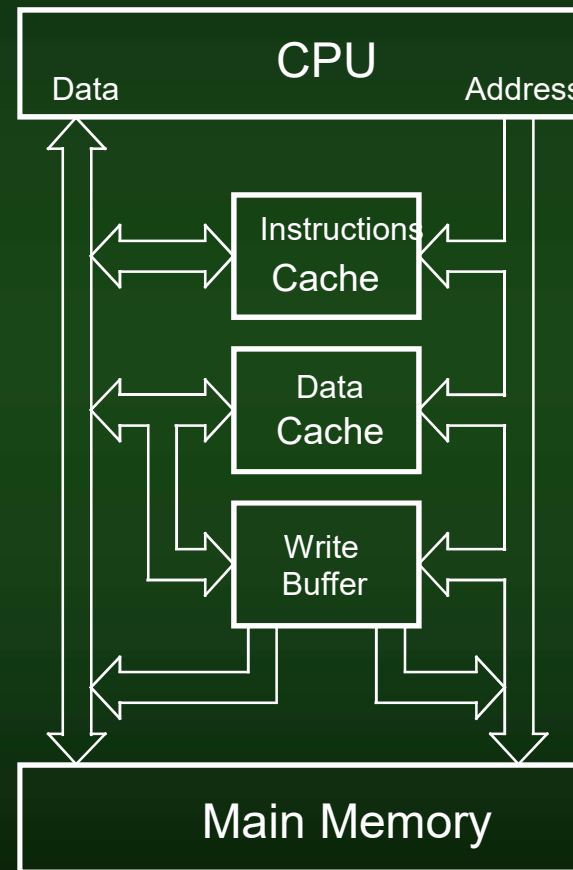 CPU
Data
Address
Instructions
Cache
Data
Cache
Write
Buffer
Main Memory